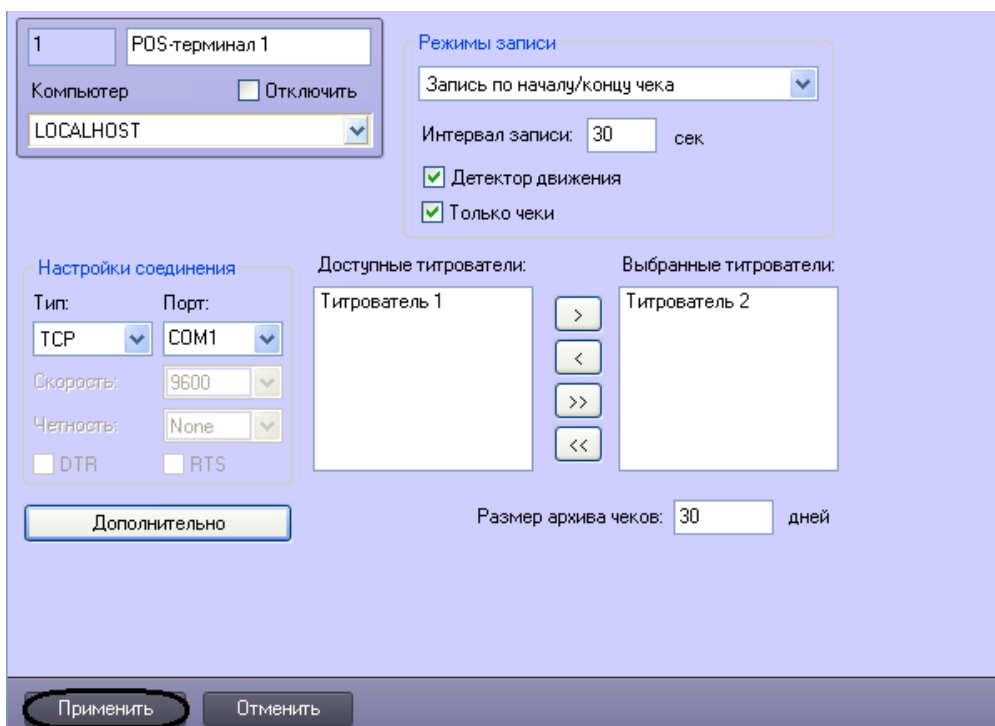 1
POS-терминал 1
Компьютер
Отключить
LOCALHOST
Режимы записи
Запись по началу/концу чека
Интервал записи: 30 сек
Детектор движения
Только чеки
Настройки соединения
Тип: Порт:
TCP COM1
Скорость: 9600
Четность: None
DTR RTS
Дополнительно
Доступные титрователи:
Титрователь 1
>
<
>>
<<
Выбранные титрователи:
Титрователь 2
Размер архива чеков: 30 дней
Применить Отменить